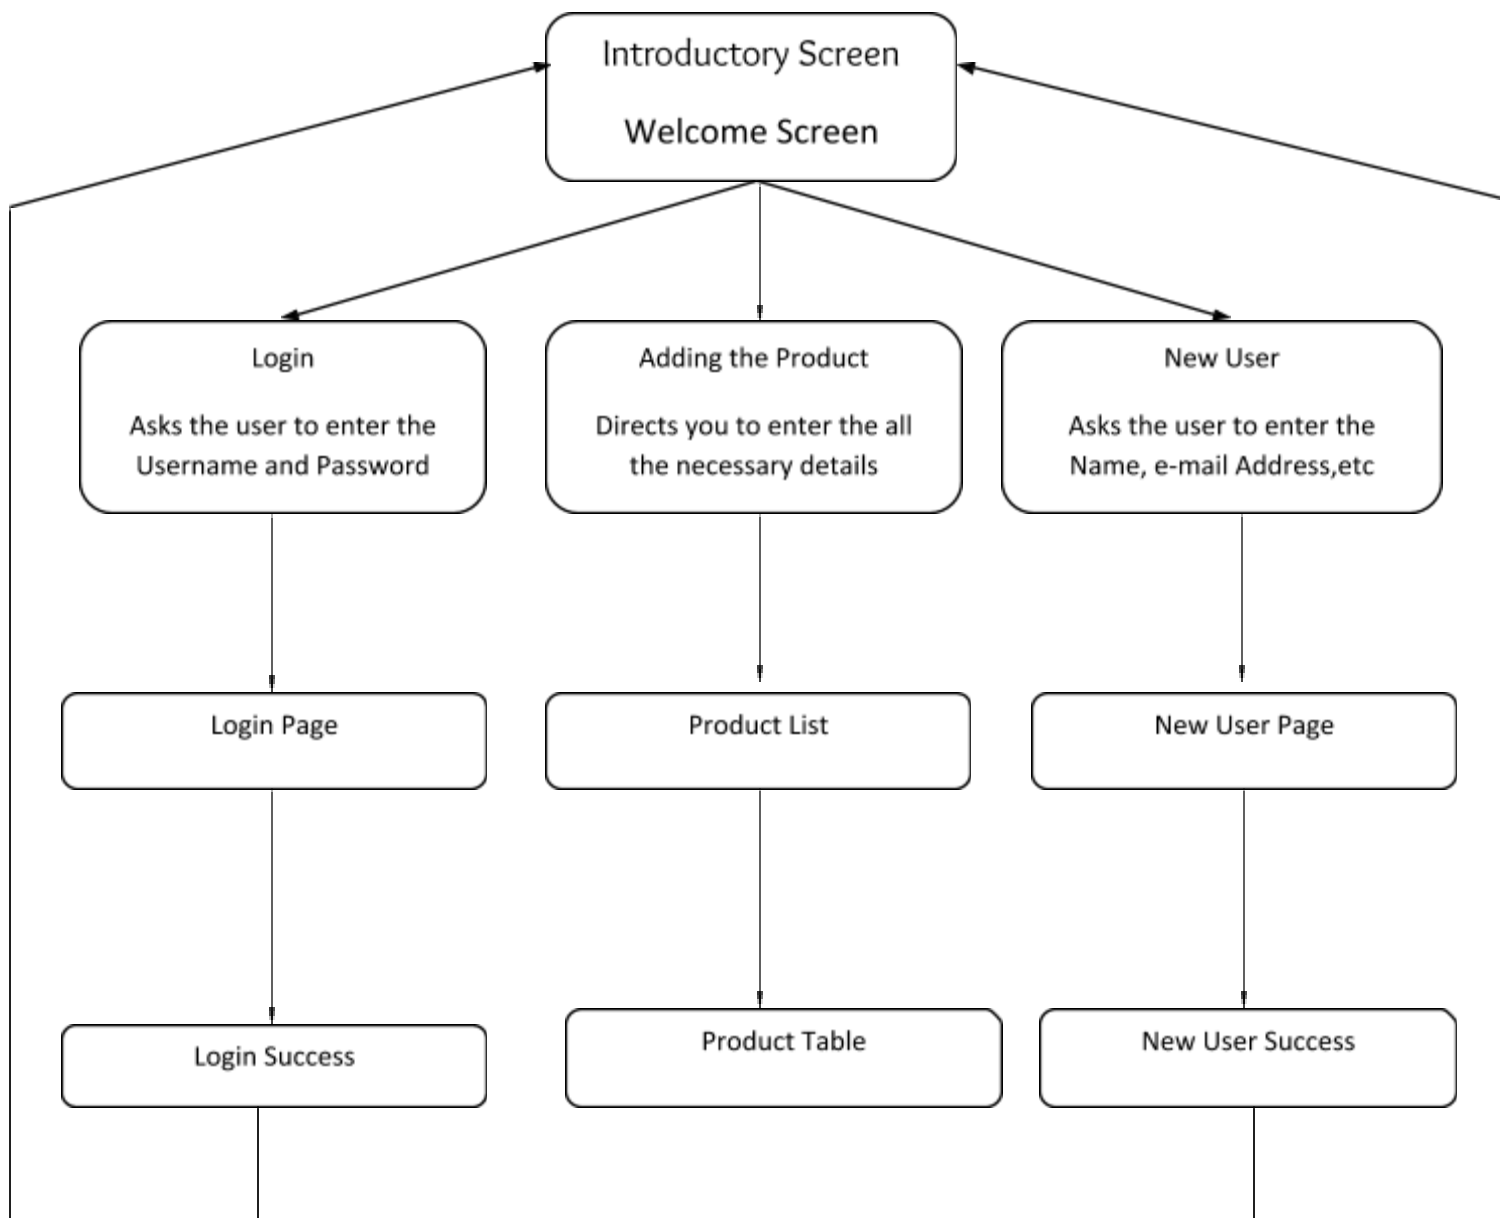 Introductory Screen
Welcome Screen
Login
Asks the user to enter the
Username and Password
Adding the Product
Directs you to enter the all
the necessary details
New User
Asks the user to enter the
Name, e-mail Address,etc
Login Page
Product List
New User Page
Login Success
Product Table
New User Success